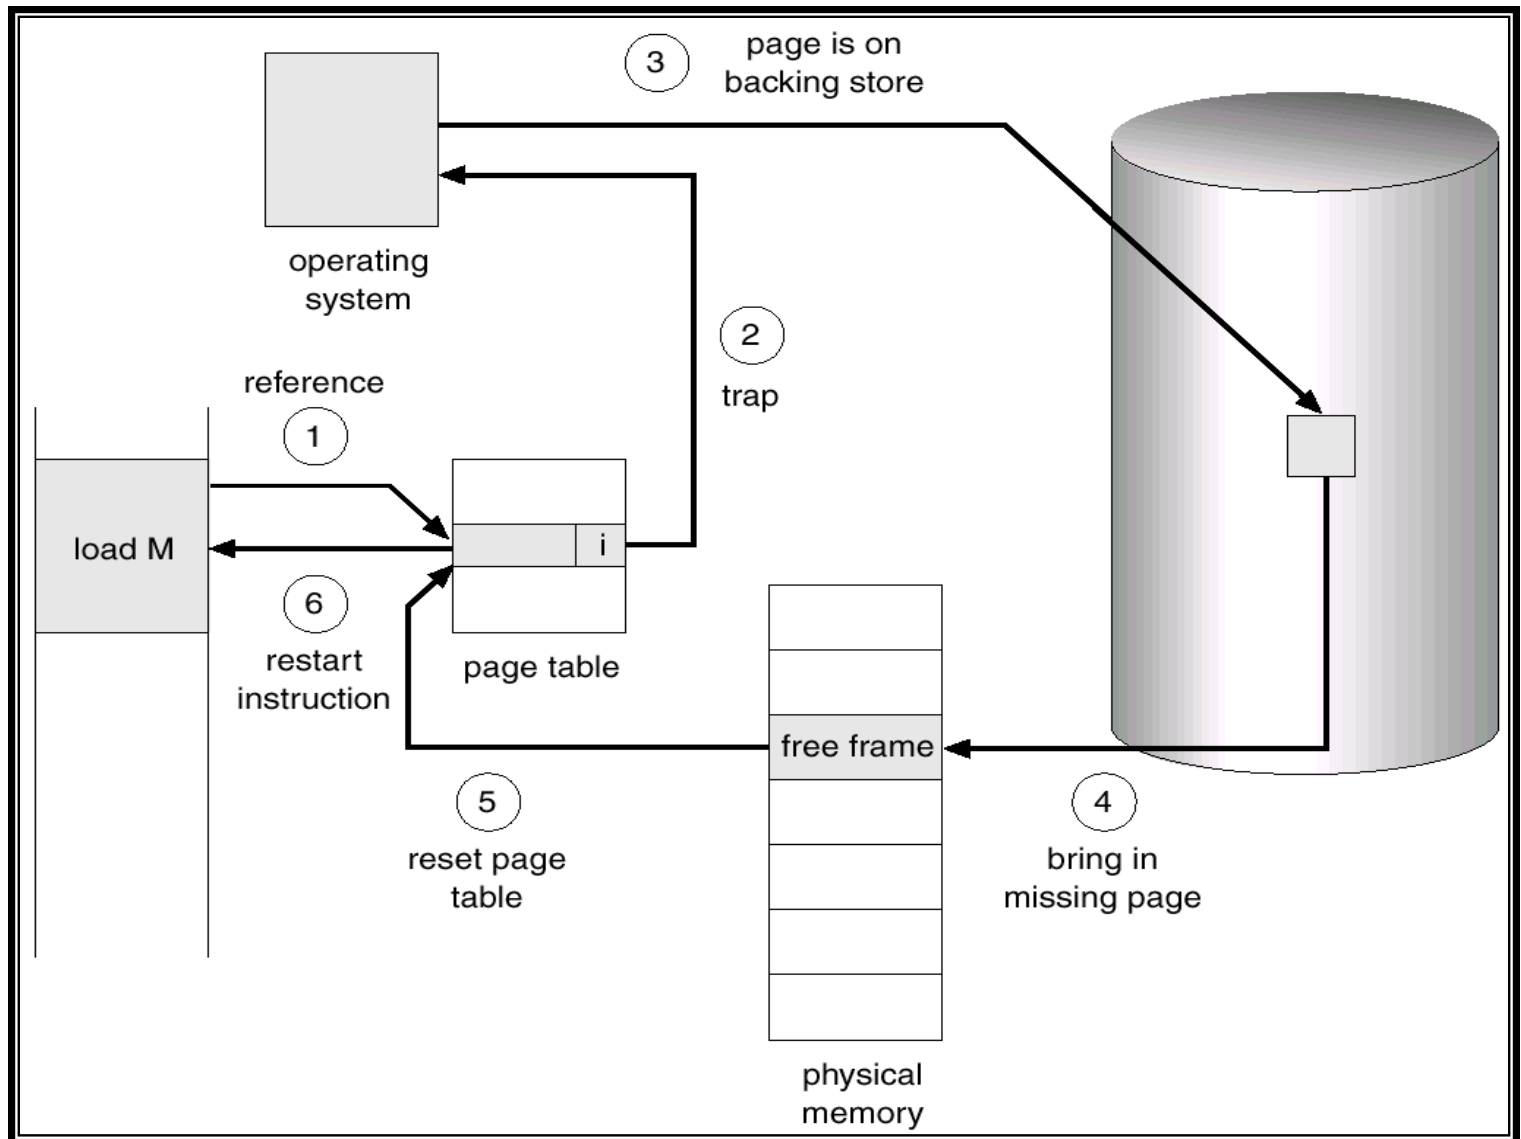 3
page is on
backing store
operating
system
2
trap
reference
1
load M
i
6
restart
instruction
page table
free frame
5
reset page
table
4
bring in
missing page
physical
memory